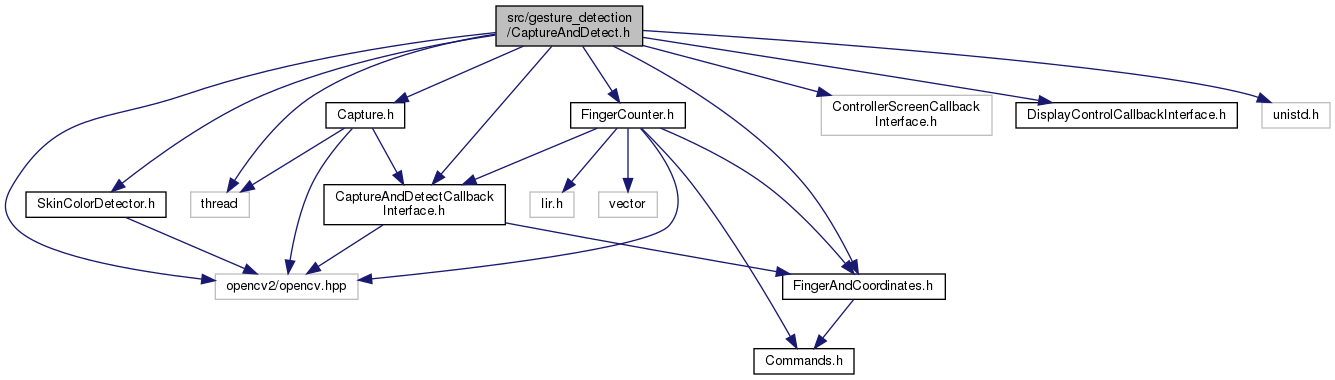 src/gesture_detection
/CaptureAndDetect.h
Capture.h
FingerCounter.h
ControllerScreenCallback
Interface.h
DisplayControlCallbackInterface.h
unistd.h
SkinColorDetector.h
thread
CaptureAndDetectCallback
Interface.h
lir.h
vector
opencv2/opencv.hpp
FingerAndCoordinates.h
Commands.h